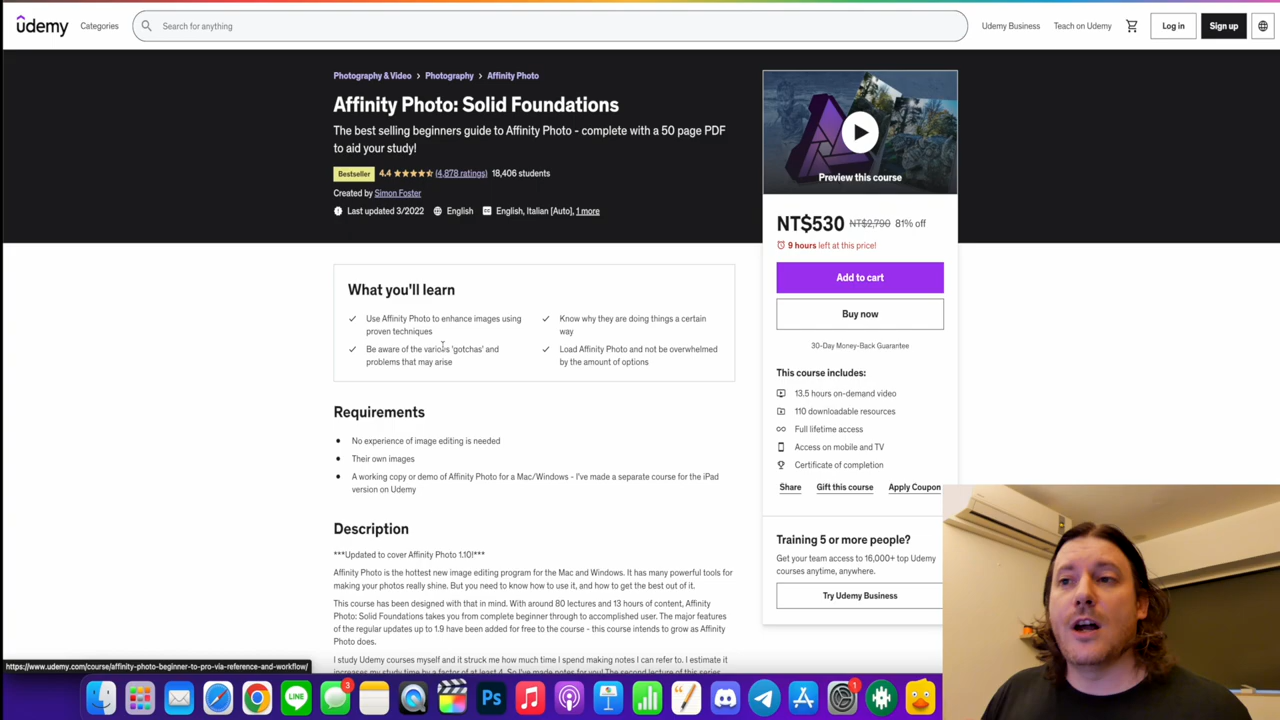 ûdemy
Categories
Search for anything
Udemy Business
Teach on Udemy
Log in
Sign up
Photography & Video > Photography > Affinity Photo
Affinity Photo: Solid Foundations
The best selling beginners guide to Affinity Photo - complete with a 50 page PDF
to aid your study!
Bestseller 4.4 (4,878 ratings) 18,406 students
Created by Simon Foster
Last updated 3/2022 English English, Italian [Auto], 1 more
Preview this course
NT$530 NT$2,790 81% off
9 hours left at this price!
Add to cart
Buy now
30-Day Money-Back Guarantee
This course includes:
13.5 hours on-demand video
110 downloadable resources
Full lifetime access
Access on mobile and TV
Certificate of completion
Share Gift this course Apply Coupon
Training 5 or more people?
Get your team access to 16,000+ top Udemy
courses anytime, anywhere.
Try Udemy Business
What you'll learn
Use Affinity Photo to enhance images using
proven techniques
Know why they are doing things a certain
way
Be aware of the various 'gotchas' and
problems that may arise
Load Affinity Photo and not be overwhelmed
by the amount of options
Requirements
No experience of image editing is needed
Their own images
A working copy or demo of Affinity Photo for a Mac/Windows - I've made a separate course for the iPad
version on Udemy
Description
***Updated to cover Affinity Photo 1.10!***
Affinity Photo is the hottest new image editing program for the Mac and Windows. It has many powerful tools for
making your photos really shine. But you need to know how to use it, and how to get the best out of it.
This course has been designed with that in mind. With around 80 lectures and 13 hours of content, Affinity
Photo: Solid Foundations takes you from complete beginner through to accomplished user. The major features
of the regular updates up to 1.9 have been added for free to the course - this course intends to grow as Affinity
Photo does.
I study Udemy courses myself and it struck me how much time I spend making notes I can refer to. I estimate it
https://www.udemy.com/course/affinity-photo-beginner-to-pro-via-reference-and-workflow/
LINE
3
Ps
1